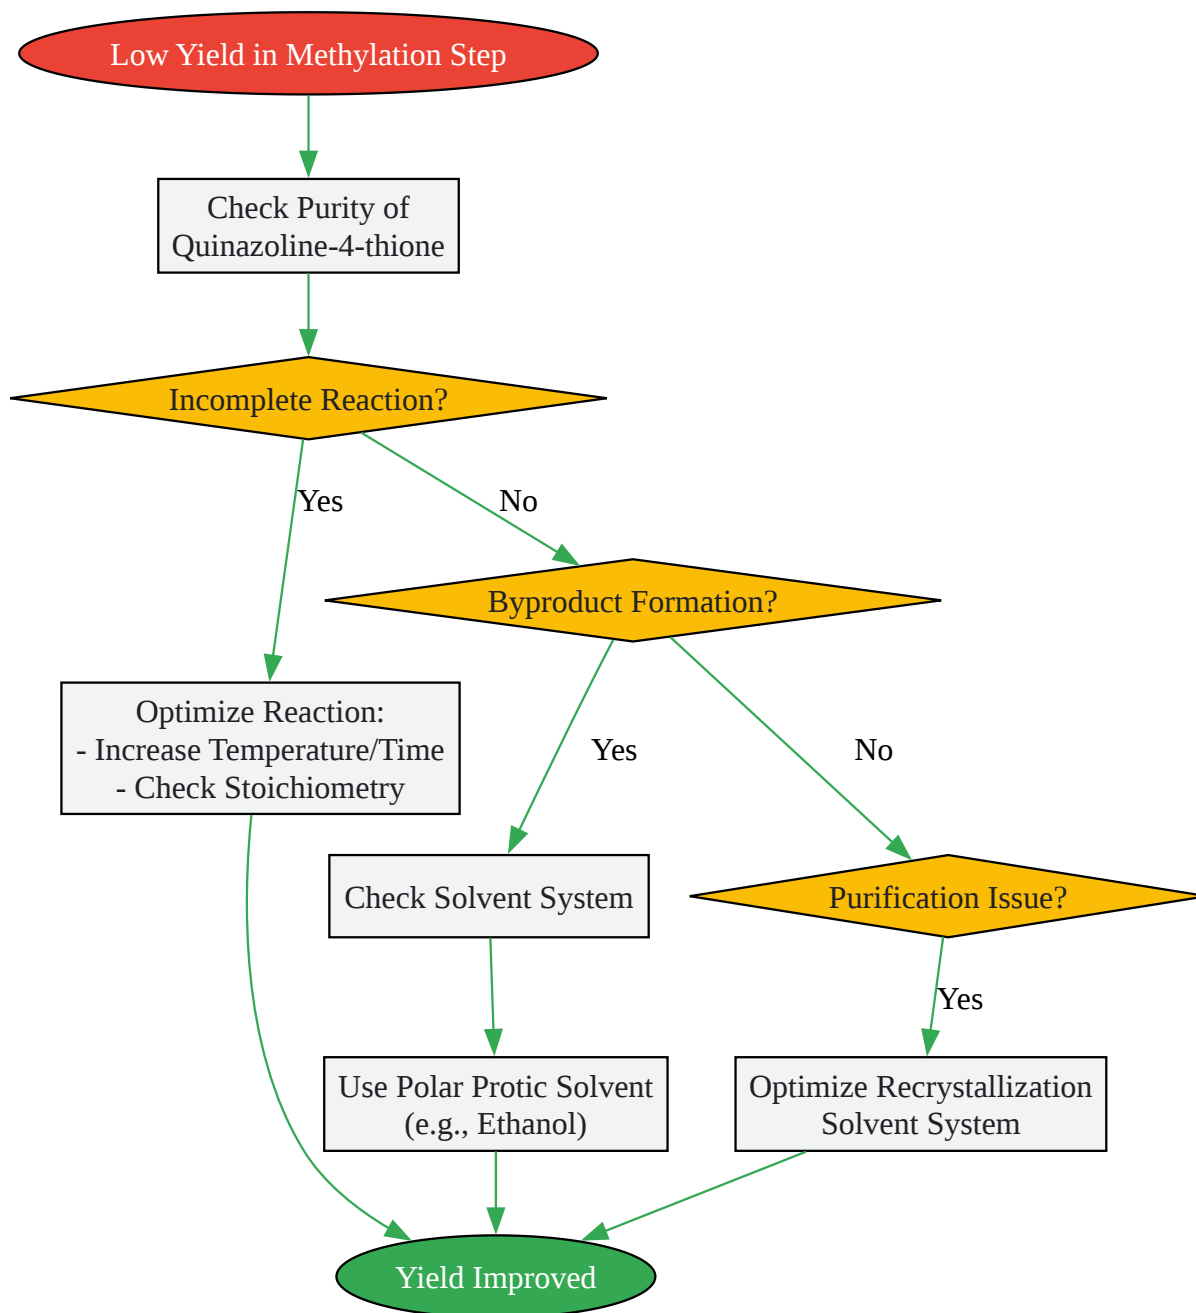 Low Yield in Methylation Step
Check Purity of
Quinazoline-4-thione
Incomplete Reaction?
Yes
No
Byproduct Formation?
Optimize Reaction:
- Increase Temperature/Time
- Check Stoichiometry
Yes
No
Check Solvent System
Purification Issue?
Yes
Use Polar Protic Solvent
(e.g., Ethanol)
Optimize Recrystallization
Solvent System
Yield Improved